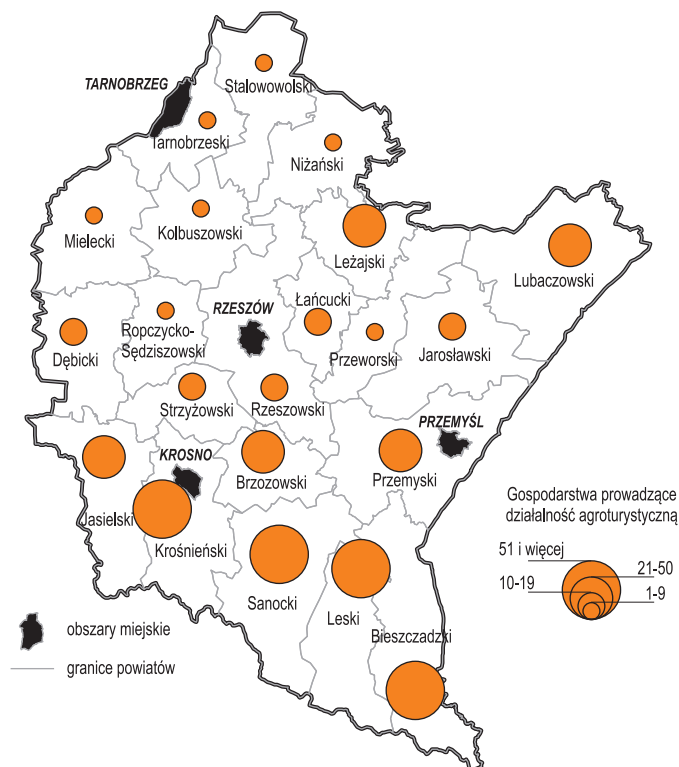 TARNOBRZEG
Stalowowolski
Tarnobrzeski
Niżański
Mielecki
Kolbuszowski
Leżajski
Lubaczowski
Łańcucki
RZESZÓW
Ropczycko-
Sędziszowski
Dębicki
Przeworski
Jarosławski
Strzyżowski
Rzeszowski
PRZEMYŚL
KROSNO
Brzozowski
Przemyski
Jasielski
Krośnieński
Sanocki
Leski
Bieszczadzki
Gospodarstwa prowadzące
działalność agroturystyczną
51 i więcej
21-50
10-19
1-9
obszary miejskie
granice powiatów